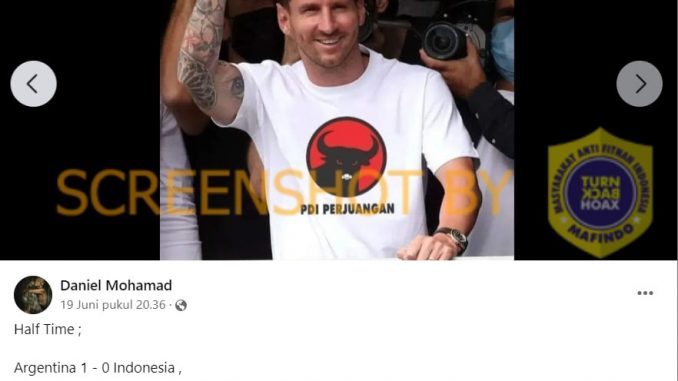 PDI PERJUANGAN
SCREENSHOT BY
MASYARAKAT ANTI FITNAH INDONESIA
TURN
BACK
HOAX
MAFINDO
Daniel Mohamad
19 Juni pukul 20.36 ·
Half Time ;
Argentina 1 - 0 Indonesia ,